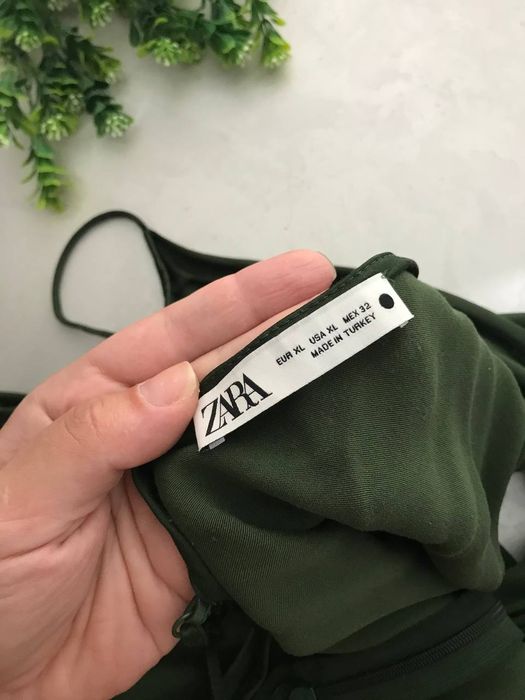 ZARA
EUR XL USA XL MEX 32
MADE IN TURKEY